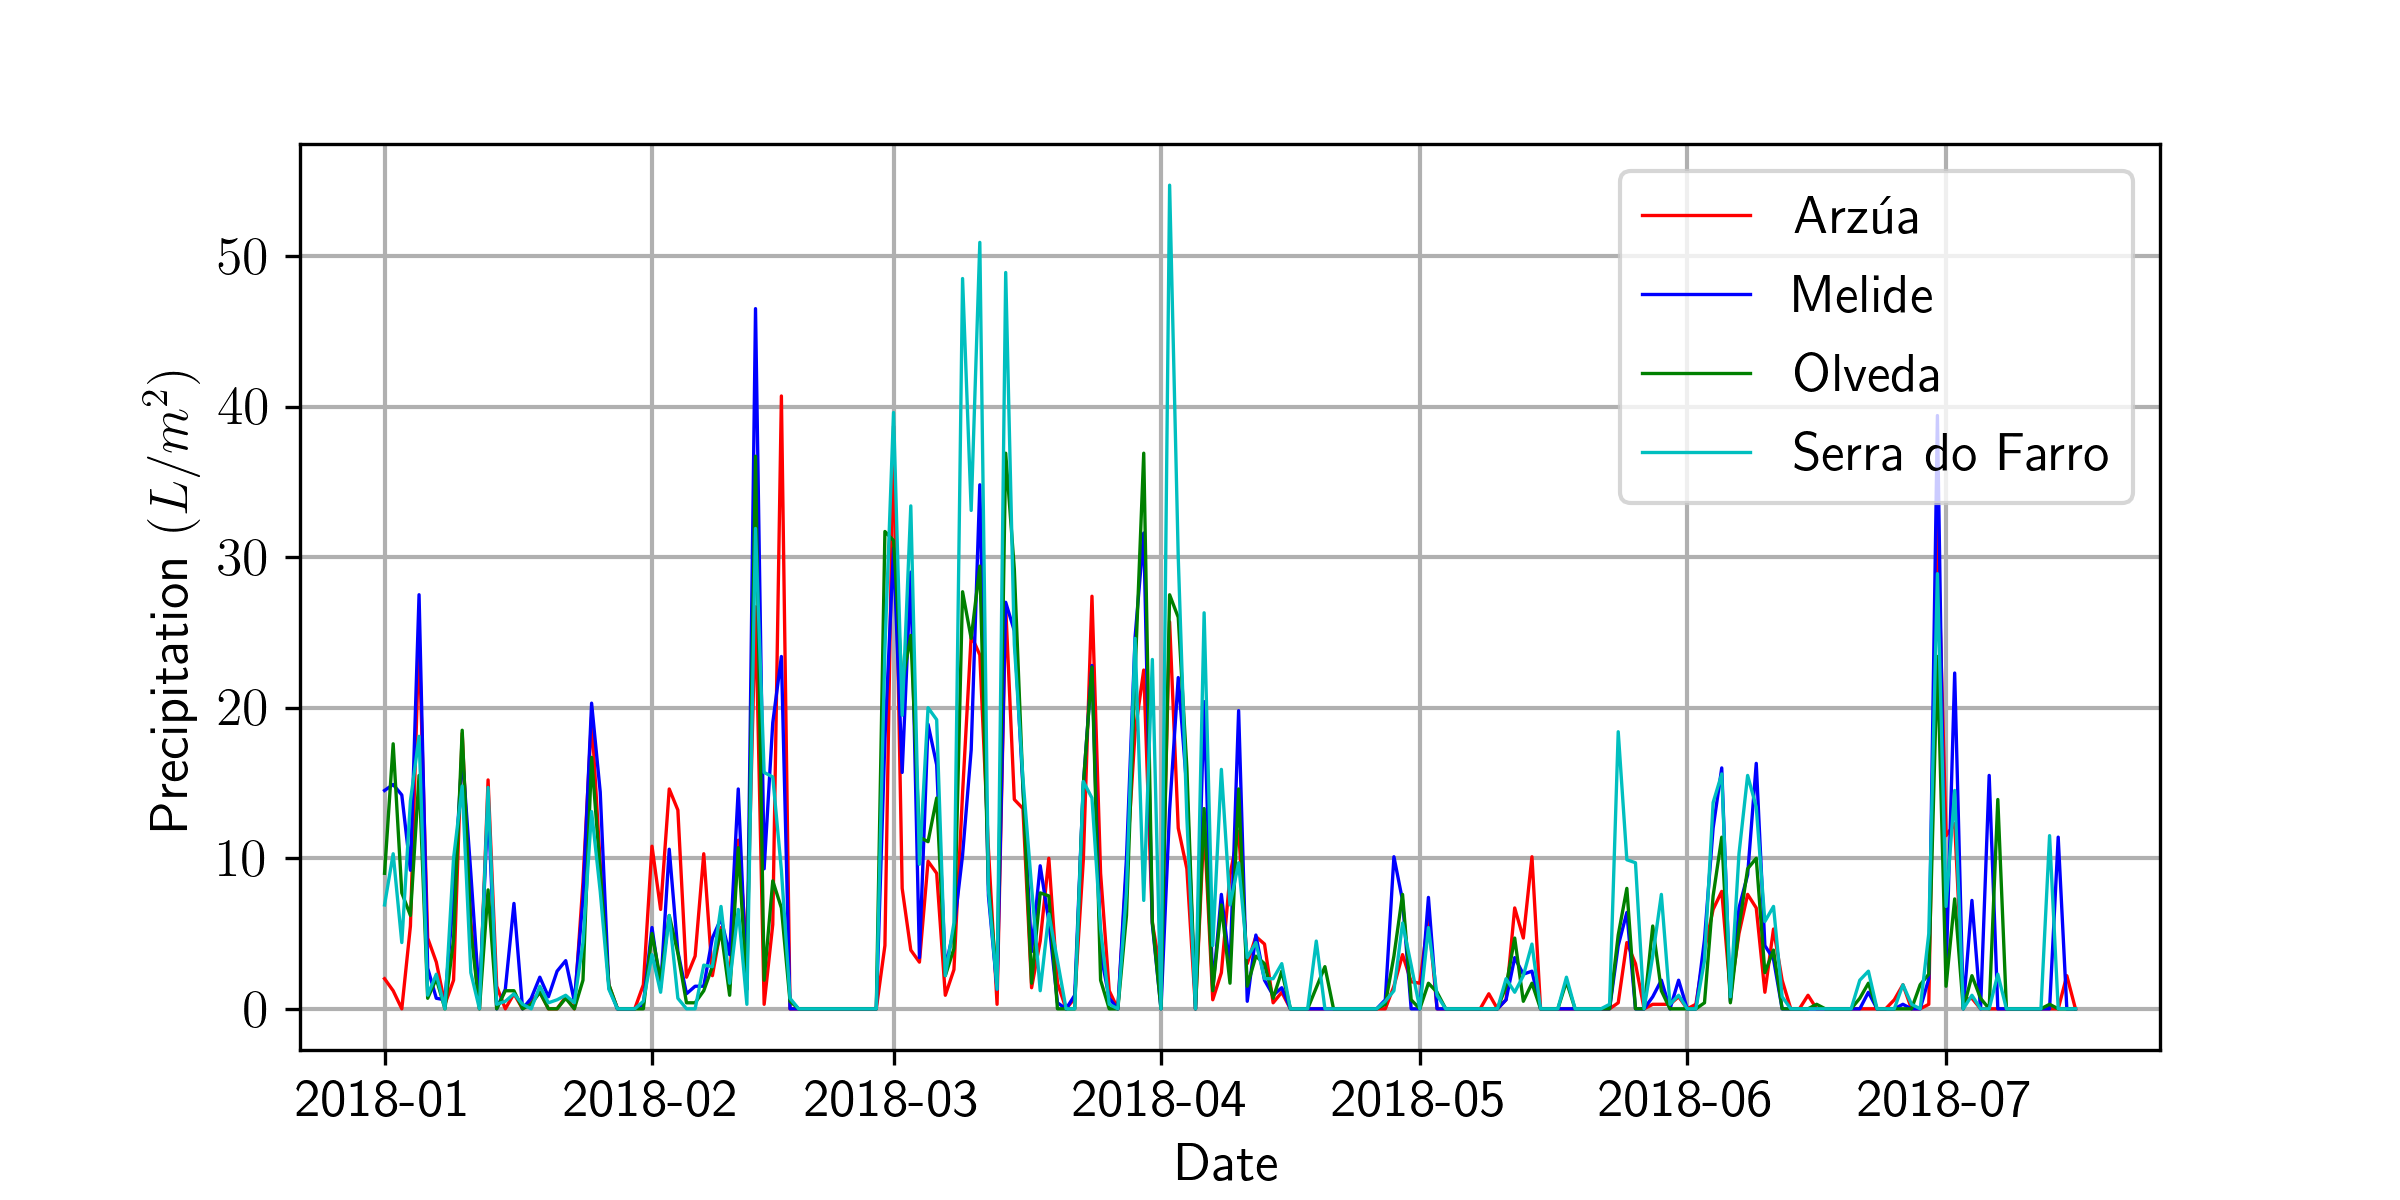 Arzúa
Melide
Olveda
Serra do Farro
Precipitation (L/m²)
50
40
30
20
10
0
2018-01 2018-02 2018-03 2018-04 2018-05 2018-06 2018-07
Date